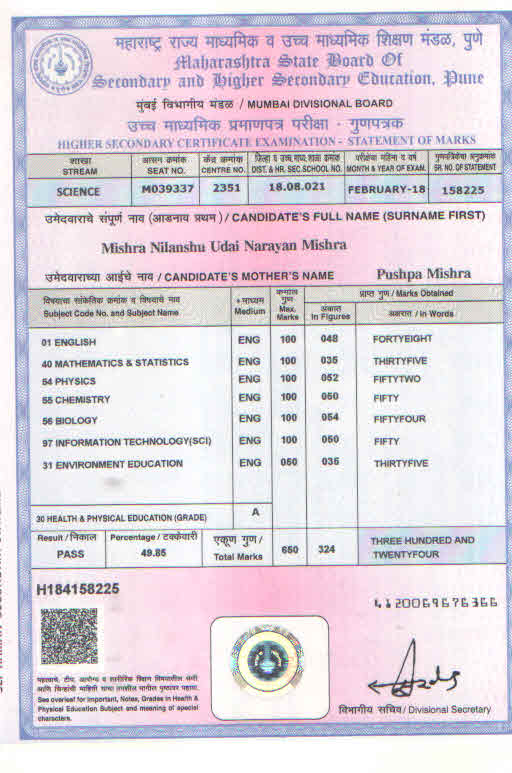 महाराष्ट्र राज्य माध्यमिक व उच्च माध्यमिक शिक्षण मंडळ, पुणे
Maharashtra State Board Of
Secondary and Higher Secondary Education, Pune
मुंबई विभागीय मंडळ / MUMBAI DIVISIONAL BOARD
उच्च माध्यमिक प्रमाणपत्र परीक्षा - गुणपत्रक
HIGHER SECONDARY CERTIFICATE EXAMINATION - STATEMENT OF MARKS
शाखा आसन क्रमांक केंद्र क्रमांक जिल्हा व उच्च माध्य. शाळा क्रमांक परीक्षेचा महिना व वर्ष गुणपत्रिकेचा अनुक्रमांक
STREAM SEAT NO. CENTRE NO. DIST. & HR. SEC. SCHOOL NO. MONTH & YEAR OF EXAM. SR. NO. OF STATEMENT
SCIENCE M039337 2351 18.08.021 FEBRUARY-18 158225
उमेदवाराचे संपूर्ण नाव (आडनाव प्रथम) / CANDIDATE'S FULL NAME (SURNAME FIRST)
Mishra Nilanshu Udai Narayan Mishra
उमेदवाराच्या आईचे नाव / CANDIDATE'S MOTHER'S NAME Pushpa Mishra
विषयाचा सांकेतिक क्रमांक व विषयाचे नाव माध्यम कमाल गुण प्राप्त गुण / Marks Obtained
Subject Code No. and Subject Name Medium Max. Marks अंकात In Figures अक्षरात / In Words
01 ENGLISH ENG 100 048 FORTYEIGHT
40 MATHEMATICS & STATISTICS ENG 100 035 THIRTYFIVE
54 PHYSICS ENG 100 052 FIFTYTWO
55 CHEMISTRY ENG 100 050 FIFTY
56 BIOLOGY ENG 100 054 FIFTYFOUR
97 INFORMATION TECHNOLOGY(SCI) ENG 100 050 FIFTY
31 ENVIRONMENT EDUCATION ENG 050 035 THIRTYFIVE
30 HEALTH & PHYSICAL EDUCATION (GRADE) A
Result / निकाल Percentage / टक्केवारी एकूण गुण / THREE HUNDRED AND
PASS 49.85 Total Marks 650 324 TWENTYFOUR
H184158225
4120069676366
See overleaf for Important, Notes, Grades in Health &
Physical Education Subject and meaning of special
characters.
विभागीय सचिव / Divisional Secretary